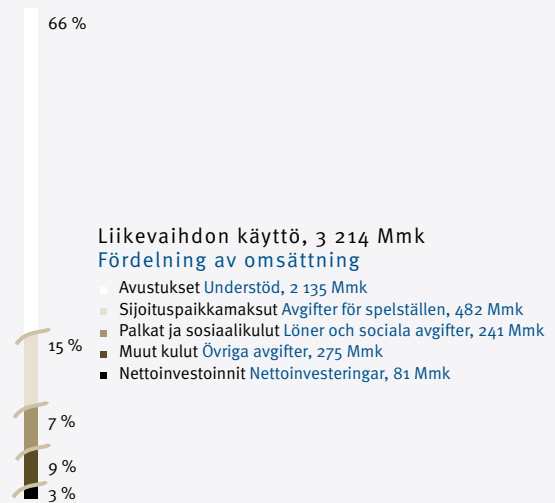 66 %
Liikevaihdon käyttö, 3 214 Mmk
Fördelning av omsättning
Avustukset Understöd, 2 135 Mmk
Sijoituspaikkamaksut Avgifter för spelställen, 482 Mmk
Palkat ja sosiaalikulut Löner och sociala avgifter, 241 Mmk
Muut kulut Övriga avgifter, 275 Mmk
Nettoinvestoinnit Nettoinvesteringar, 81 Mmk
15 %
7 %
9 %
3 %